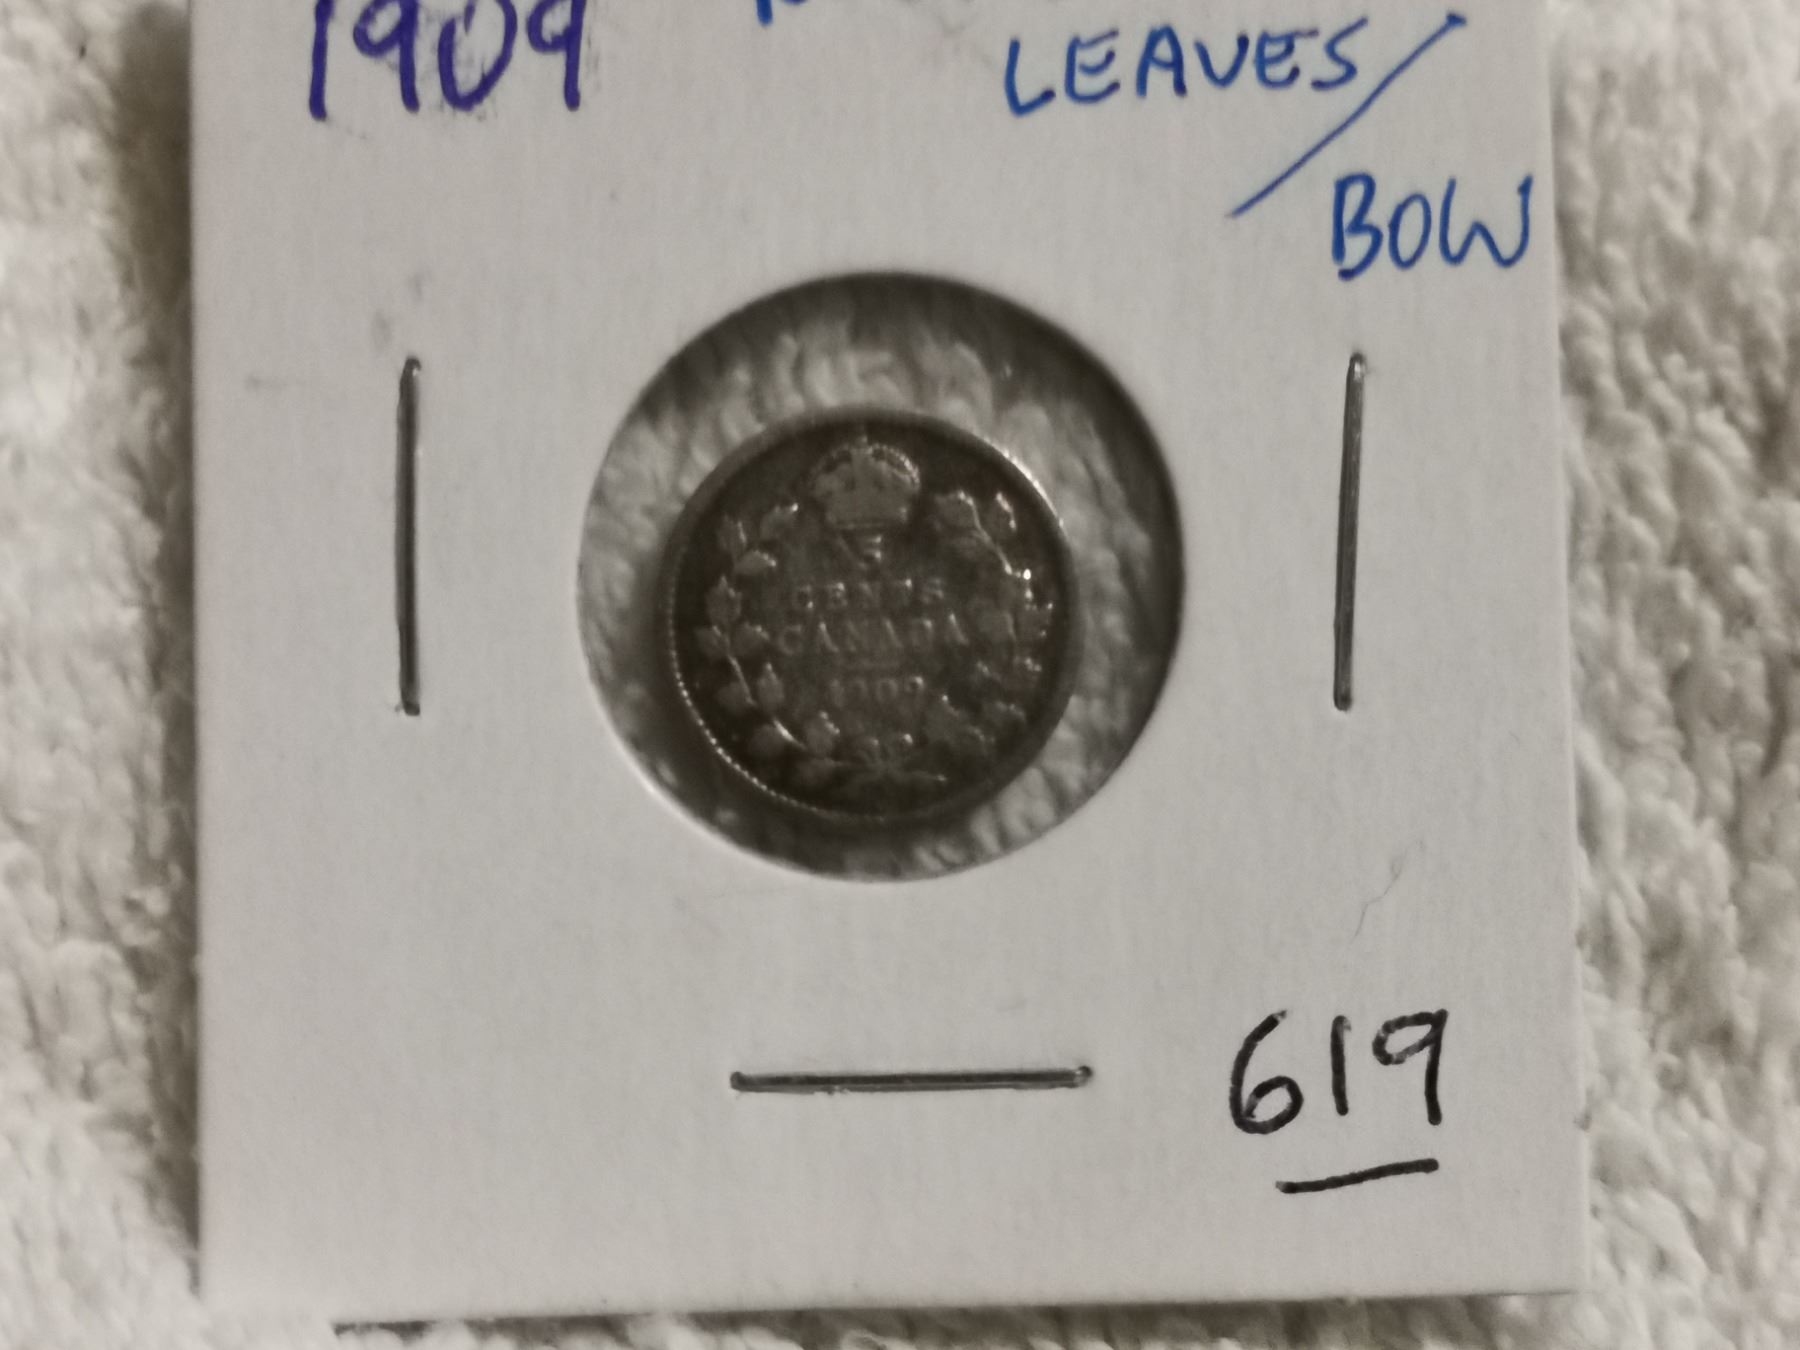 1909
LEAVES/
BOW
5
CENTS
CANADA
1909
619